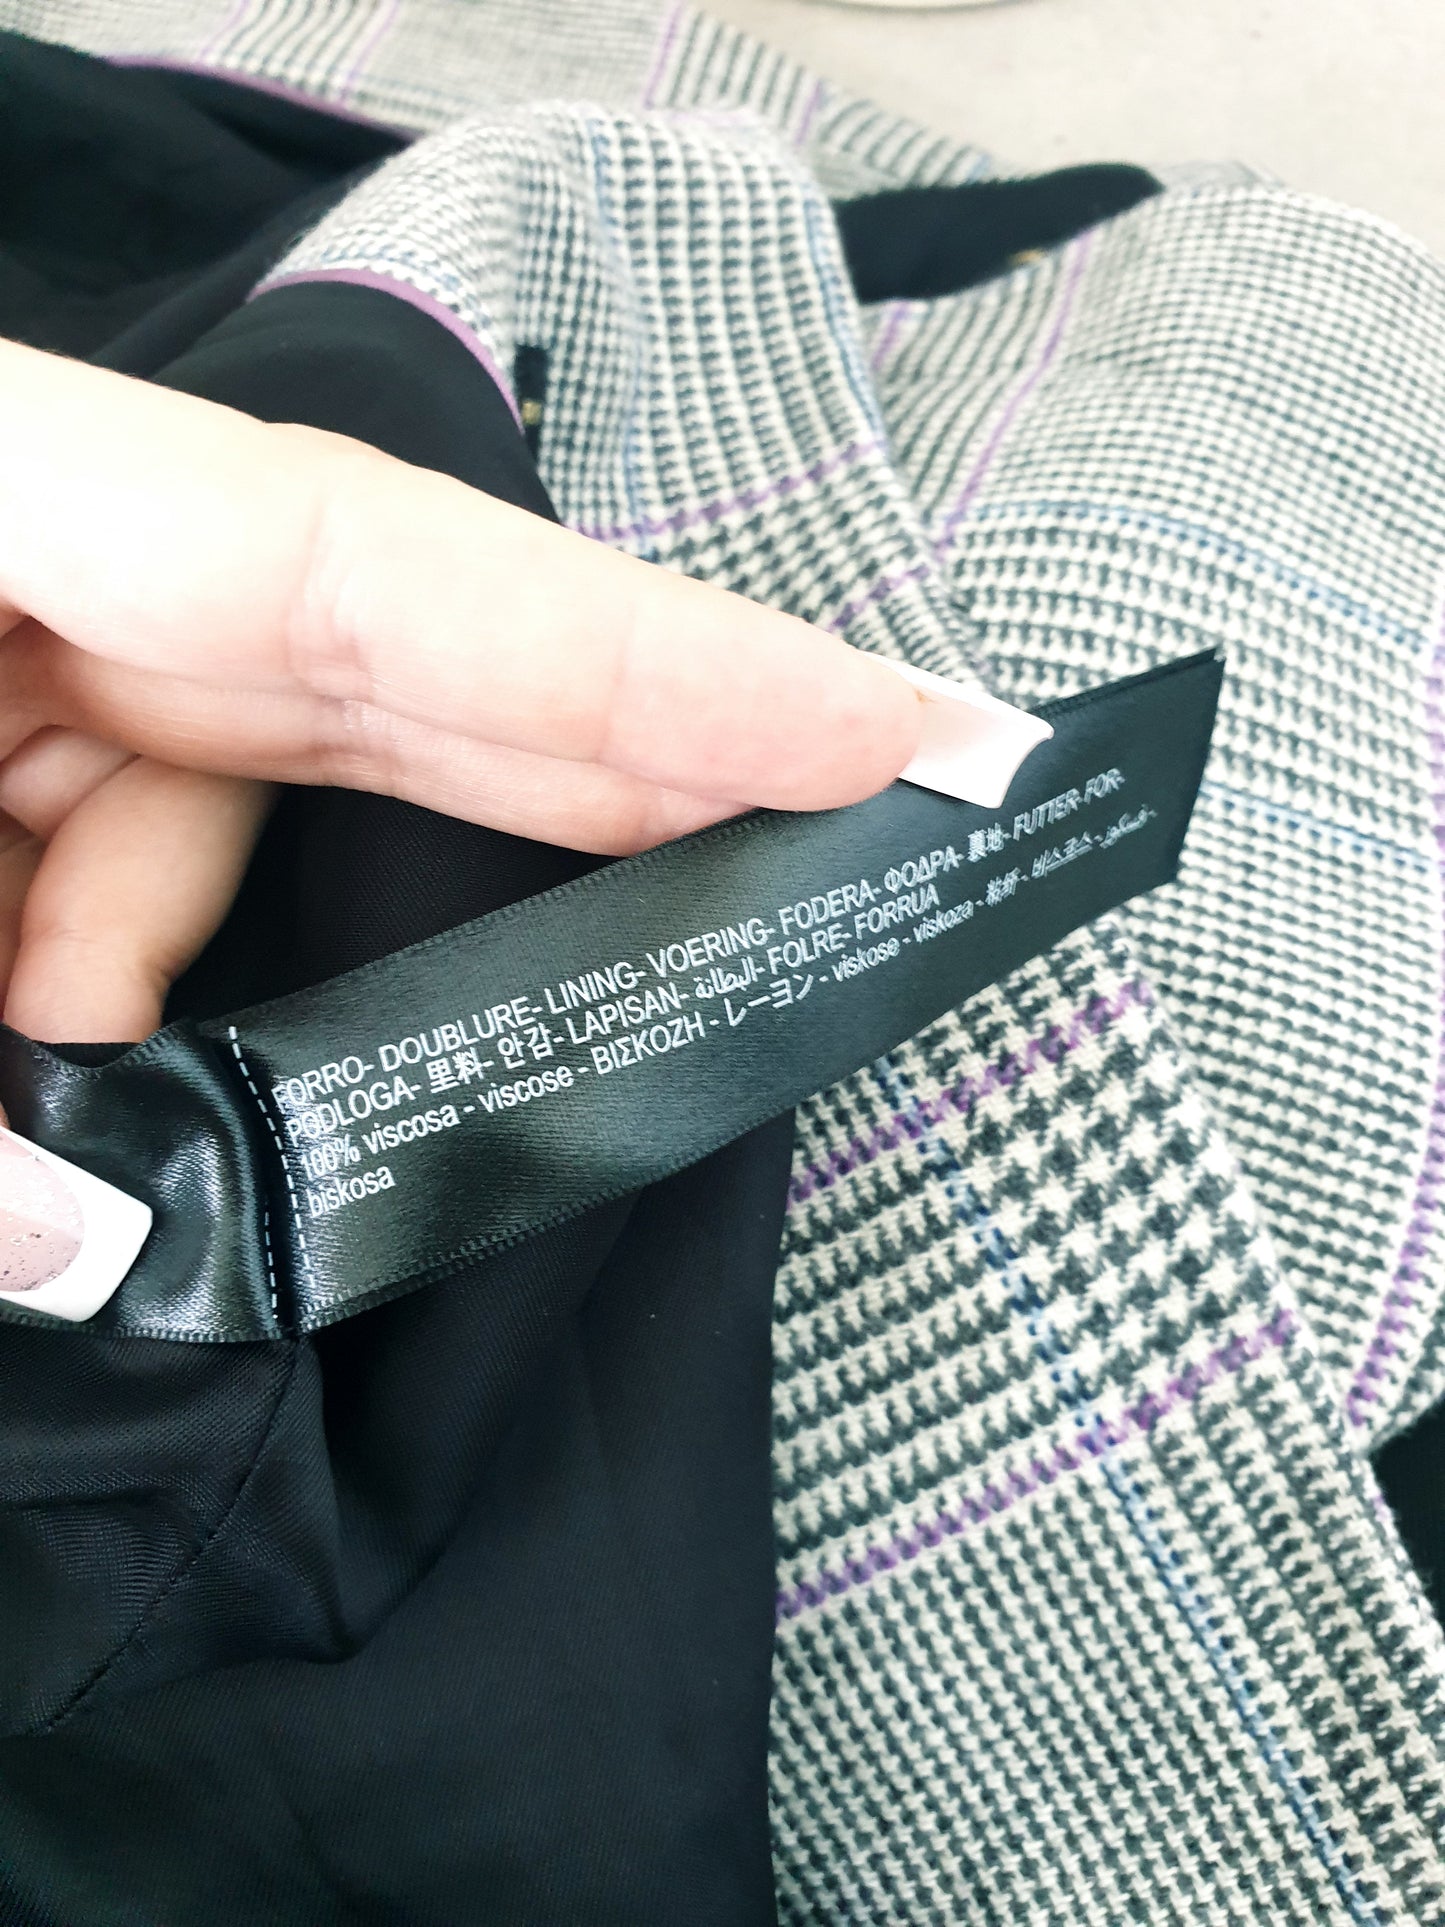 FORRO- DOUBLURE- LINING- VOERING- FODERA- ΦΟΔΡΑ- 裏地- FUTTER- FOR-
PODLOGA- 里料- 안감- LAPISAN- البطانة- FOLRE- FORRUA
100% viscosa - viscose - ΒΙΣΚΟΖΗ - レーヨン - viskose - viskoza - 粘纤 - 비스코스 - فسكوز -
biskosa